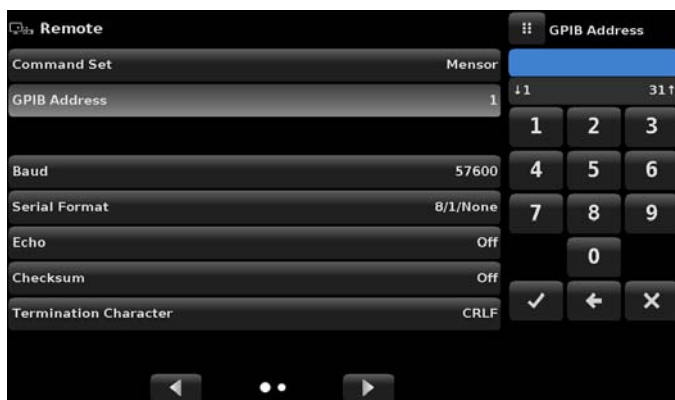 Remote
Command Set Mensor
GPIB Address 1
Baud 57600
Serial Format 8/1/None
Echo Off
Checksum Off
Termination Character CRLF
GPIB Address
↓1 31↑
1 2 3
4 5 6
7 8 9
0